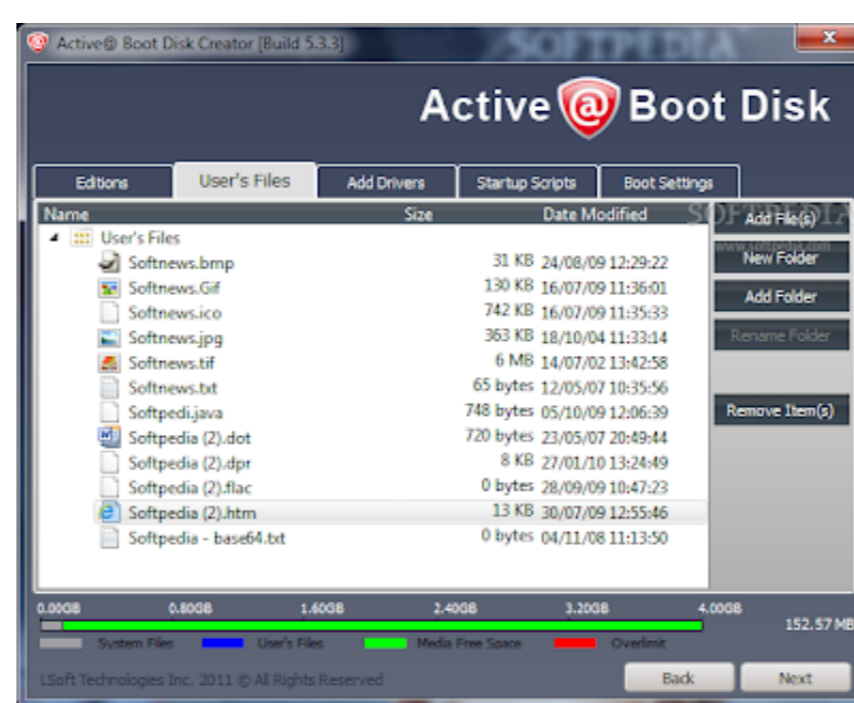 Active@ Boot Disk Creator [Build 5.3.3]
SOFTPEDIA
Active@ Boot Disk
Editions User's Files Add Drivers Startup Scripts Boot Settings
Name Size Date Modified
SOFTPEDIA
www.softpedia.com
Add File(s)
New Folder
Add Folder
Rename Folder
Remove Item(s)
User's Files
Softnews.bmp 31 KB 24/08/09 12:29:22
Softnews.Gif 130 KB 16/07/09 11:36:01
Softnews.ico 742 KB 16/07/09 11:35:33
Softnews.jpg 363 KB 18/10/04 11:33:14
Softnews.tif 6 MB 14/07/02 13:42:58
Softnews.txt 65 bytes 12/05/07 10:35:56
Softpedi.java 748 bytes 05/10/09 12:06:39
Softpedia (2).dot 720 bytes 23/05/07 20:49:44
Softpedia (2).dpr 8 KB 27/01/10 13:24:49
Softpedia (2).flac 0 bytes 28/09/09 10:47:23
Softpedia (2).htm 13 KB 30/07/09 12:55:46
Softpedia - base64.txt 0 bytes 04/11/08 11:13:50
0.00GB 0.80GB 1.60GB 2.40GB 3.20GB 4.00GB
152.57 MB
System Files User's Files Media Free Space Overlimit
LSoft Technologies Inc. 2011 © All Rights Reserved
Back Next